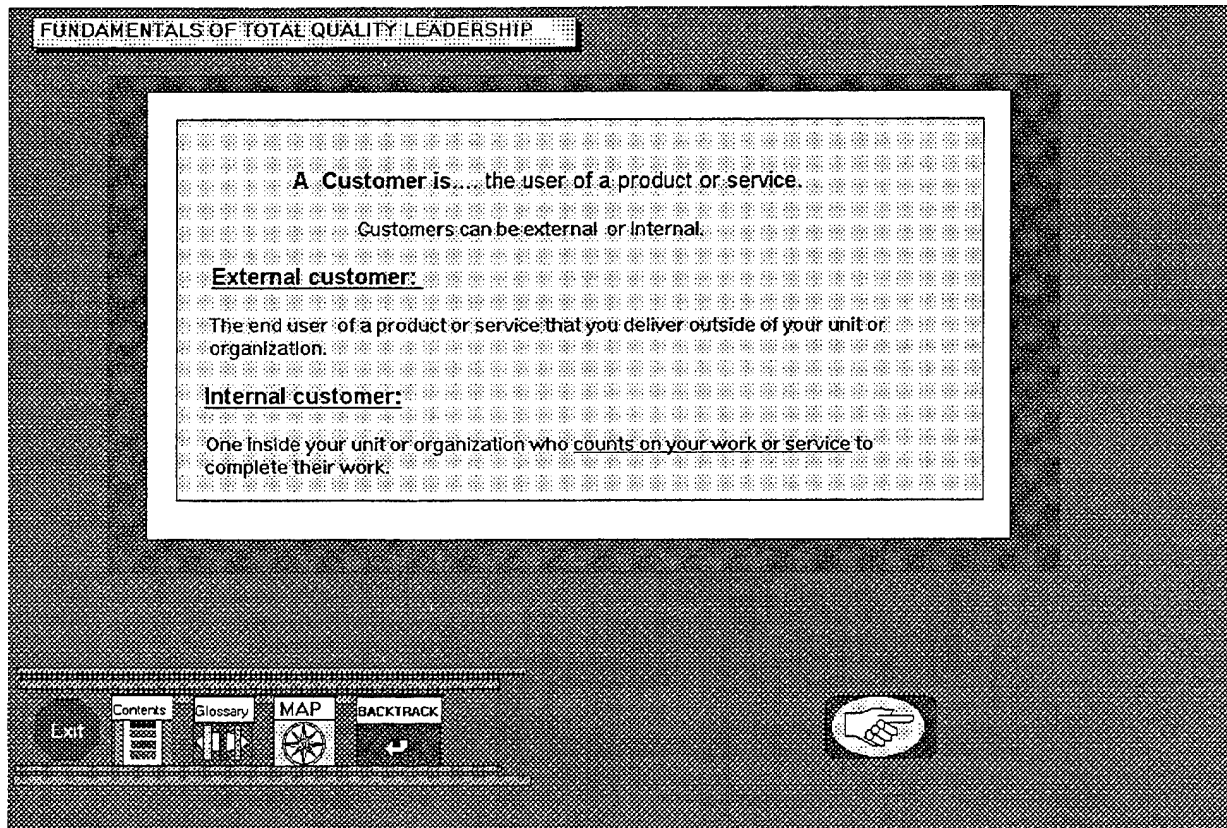 FUNDAMENTALS OF TOTAL QUALITY LEADERSHIP
A Customer is.... the user of a product or service.
Customers can be external or Internal.
External customer:
The end user of a product or service that you deliver outside of your unit or
organization.
Internal customer:
One inside your unit or organization who counts on your work or service to
complete their work.
Exit
Contents
Glossary
MAP
BACKTRACK